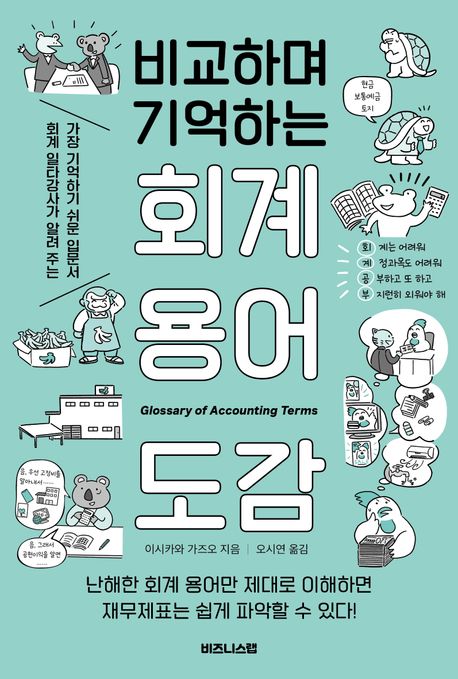 비교하며
기억하는
회계
용어
도감
Glossary of Accounting Terms
가장 기억하기 쉬운 입문서
회계 일타강사가 알려 주는
현금
보통예금
토지
회 계는 어려워
계 정과목도 어려워
공 부하고 또 하고
부 지런히 외워야 해
음, 우선 고정비를
알아내서……
음, 그래서
공헌이익을 알면
……
이시카와 가즈오 지음 | 오시연 옮김
난해한 회계 용어만 제대로 이해하면
재무제표는 쉽게 파악할 수 있다!
비즈니스랩